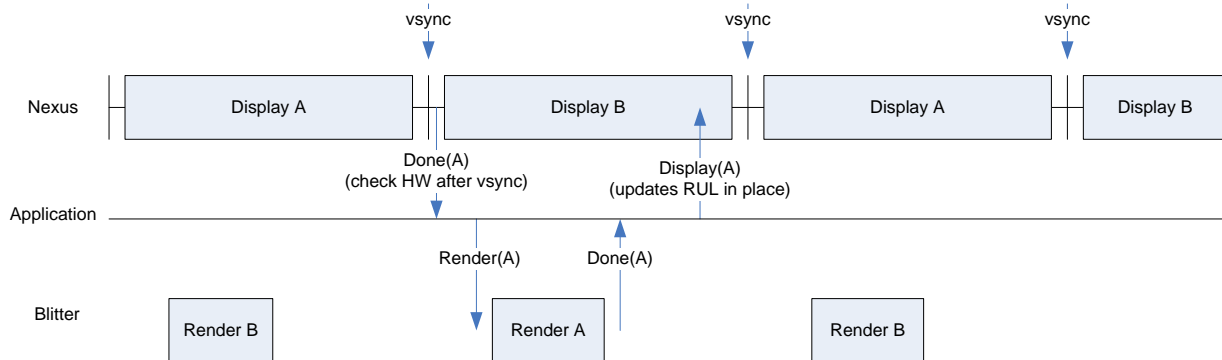 vsync
vsync
vsync
Nexus
Display A
Display B
Display A
Display B
Done(A)
(check HW after vsync)
Display(A)
(updates RUL in place)
Application
Render(A)
Done(A)
Blitter
Render B
Render A
Render B